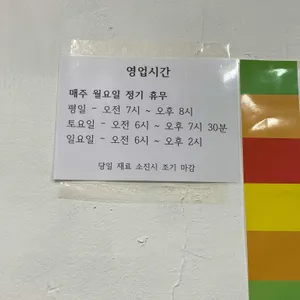 영업시간
매주 월요일 정기 휴무
평일 - 오전 7시 ~ 오후 8시
토요일 - 오전 6시 ~ 오후 7시 30분
일요일 - 오전 6시 ~ 오후 2시
당일 재료 소진시 조기 마감